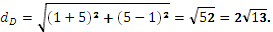 d_D = √((1 + 5)² + (5 − 1)²) = √52 = 2√13.